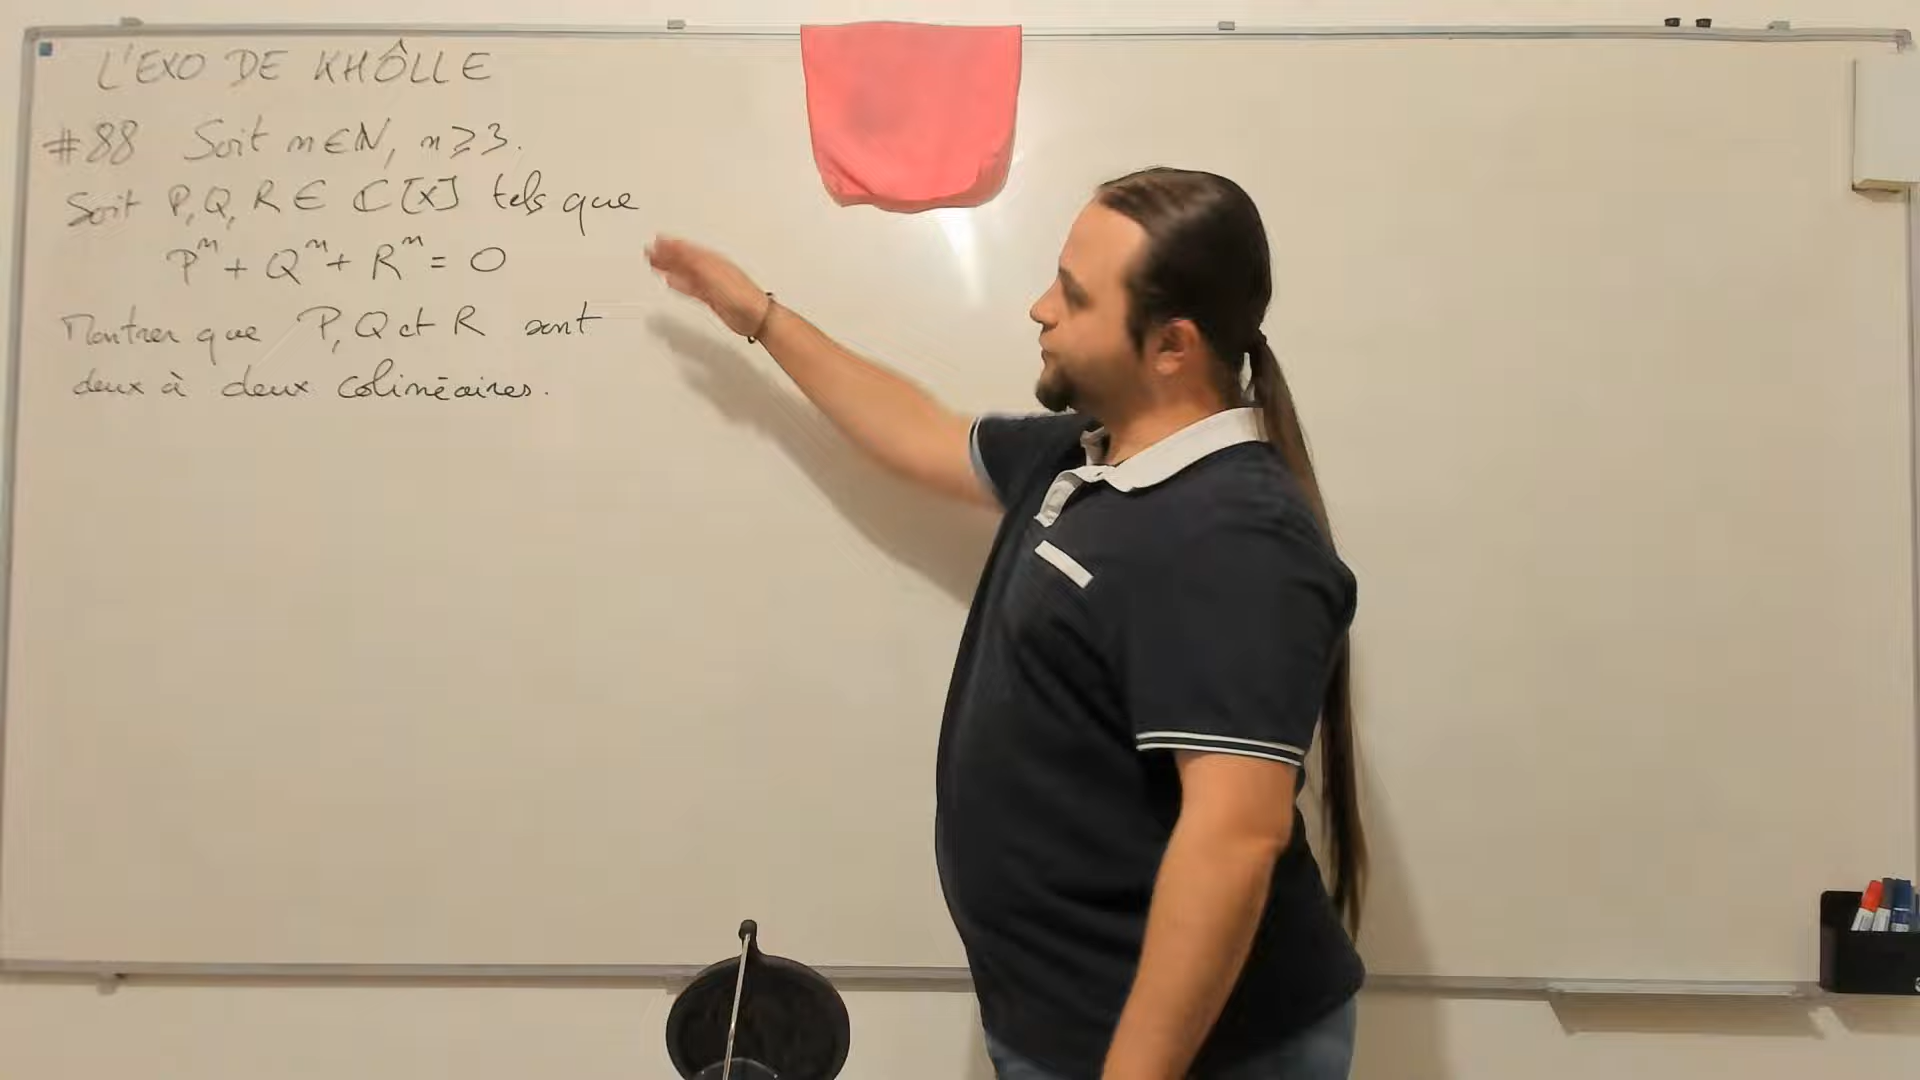 L'EXO DE KHÔLLE
#88 Soit n∈ℕ, n⩾3.
Soit P, Q, R ∈ ℂ[X] tels que
Pⁿ + Qⁿ + Rⁿ = 0
Montrer que P, Q et R sont
deux à deux colinéaires.